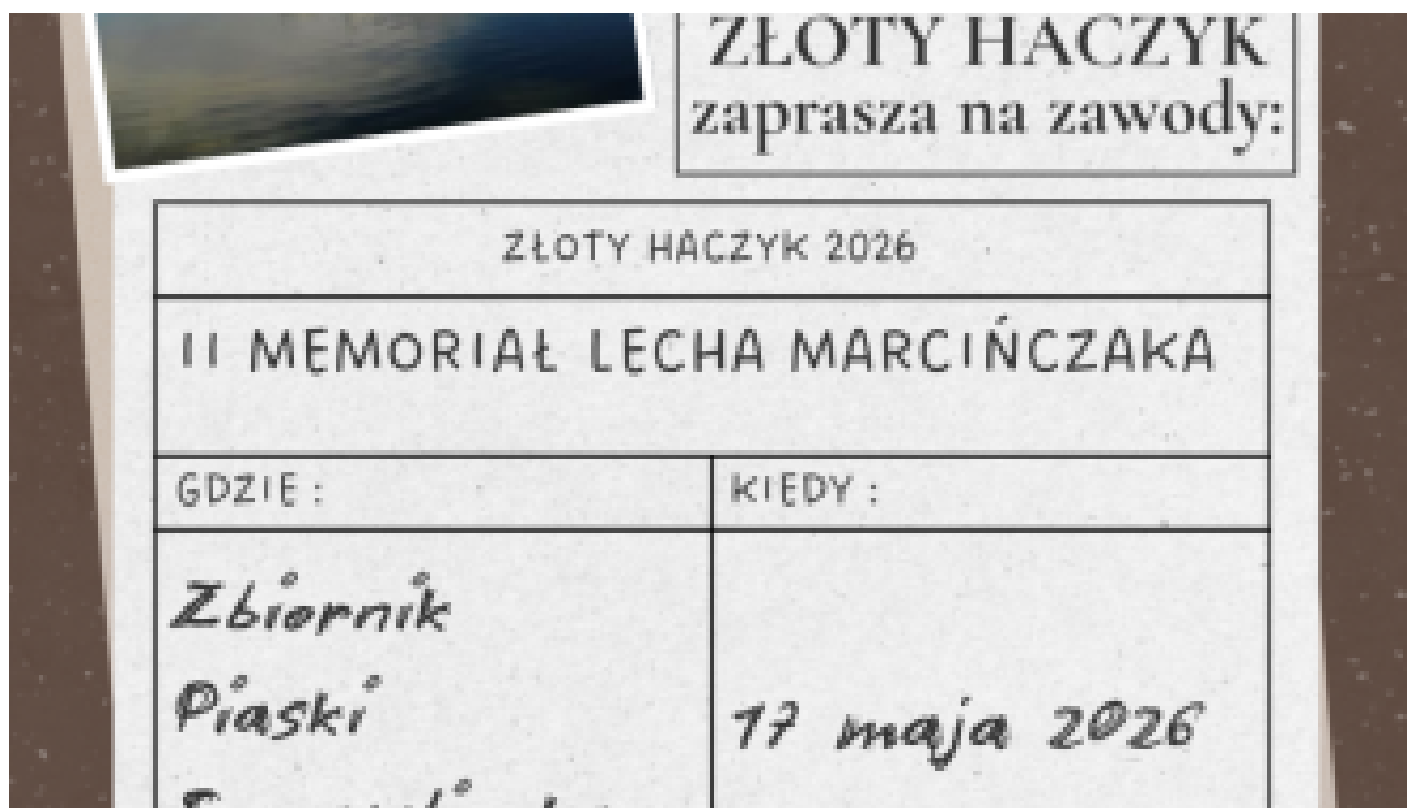 ZŁOTY HACZYK
zaprasza na zawody:
ZŁOTY HACZYK 2026
II MEMORIAŁ LECHA MARCIŃCZAKA
GDZIE:
KIEDY:
Zbiornik
Piaski
17 maja 2026